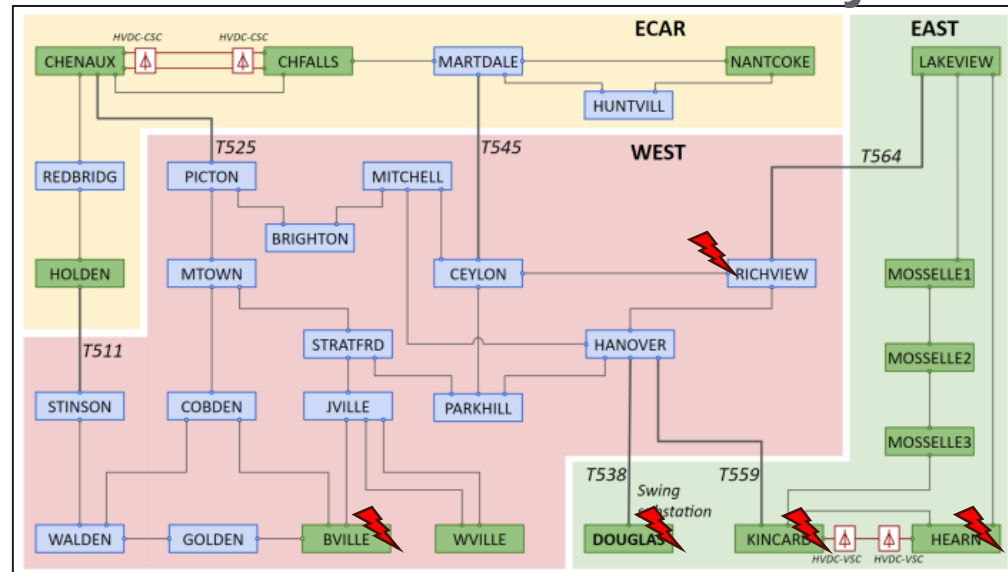 ECAR
EAST
HVDC-CSC
HVDC-CSC
CHENAUX
CHFALLS
MARTDALE
NANTCOKE
LAKEVIEW
HUNTVILL
T525
T545
WEST
T564
REDBRIDG
PICTON
MITCHELL
BRIGHTON
HOLDEN
MTOWN
CEYLON
RICHVIEW
MOSSELLE1
STRATFRD
HANOVER
T511
MOSSELLE2
STINSON
COBDEN
JVILLE
PARKHILL
MOSSELLE3
T538
T559
Swing
substation
WALDEN
GOLDEN
BVILLE
WVILLE
DOUGLAS
KINCARD
HEARN
HVDC-VSC
HVDC-VSC